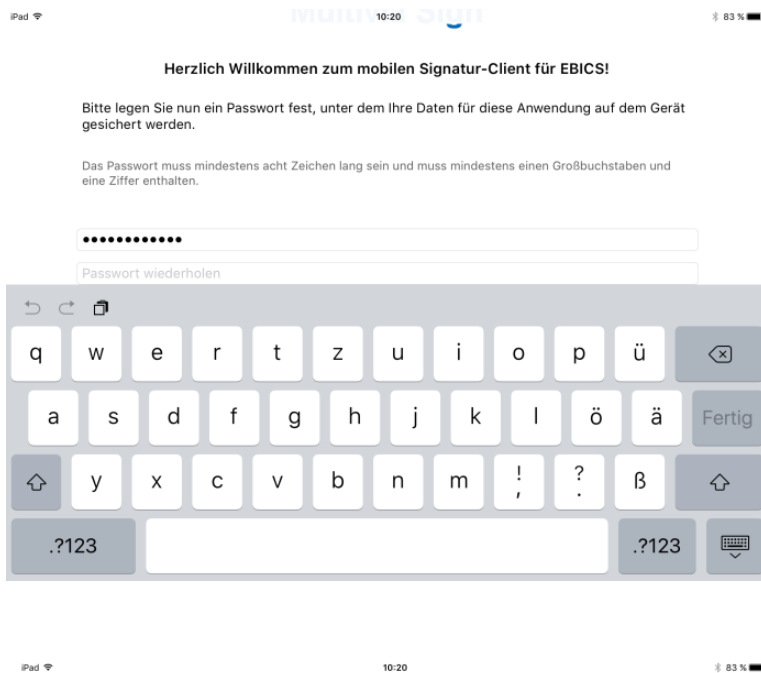 iPad 10:20 83 %
Multivia Sign
Herzlich Willkommen zum mobilen Signatur-Client für EBICS!
Bitte legen Sie nun ein Passwort fest, unter dem Ihre Daten für diese Anwendung auf dem Gerät
gesichert werden.
Das Passwort muss mindestens acht Zeichen lang sein und muss mindestens einen Großbuchstaben und
eine Ziffer enthalten.
Passwort wiederholen
q w e r t z u i o p ü
a s d f g h j k l ö ä Fertig
y x c v b n m ! , ? . ß
.?123 .?123
iPad 10:20 83 %